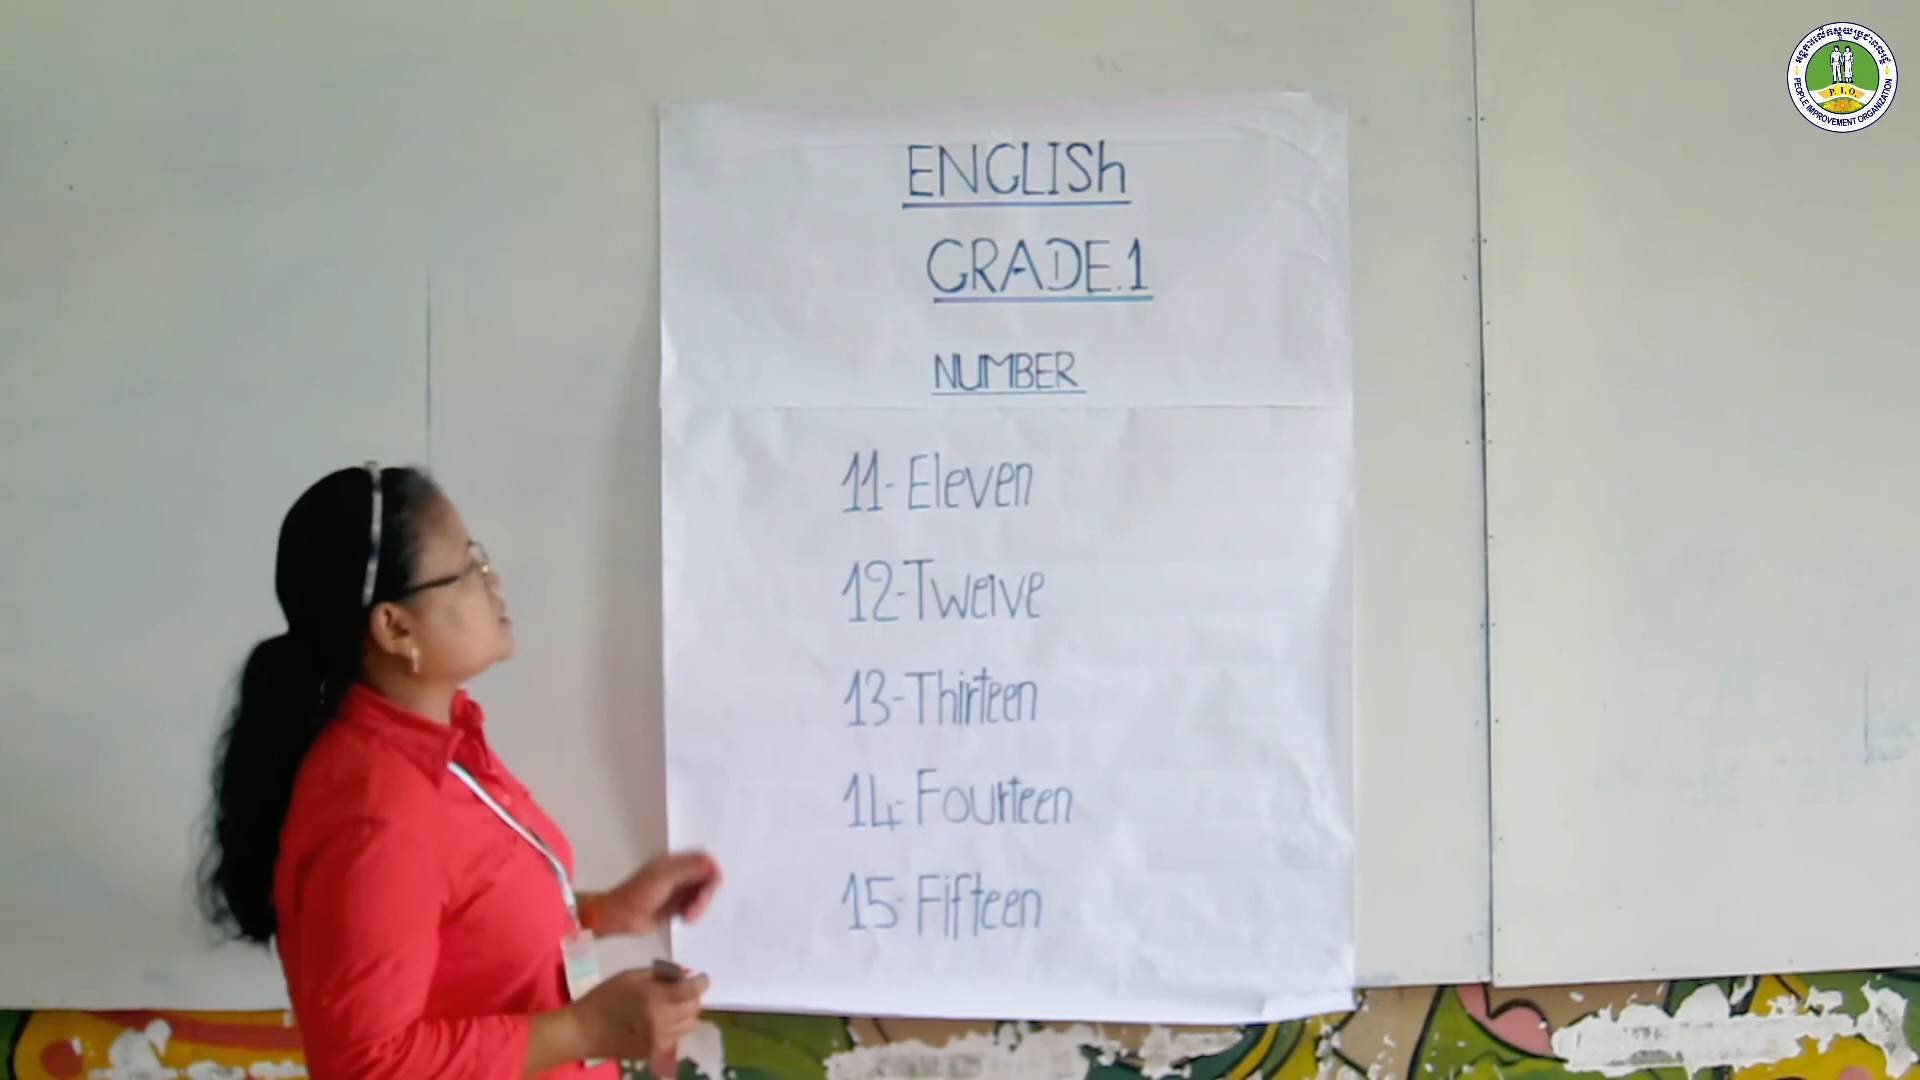 ENGLISh
GRADE.1
NUMBER
11- Eleven
12-Twelve
13-Thirteen
14- Fourteen
15- Fifteen
P. I. O.
PEOPLE IMPROVEMENT ORGANIZATION